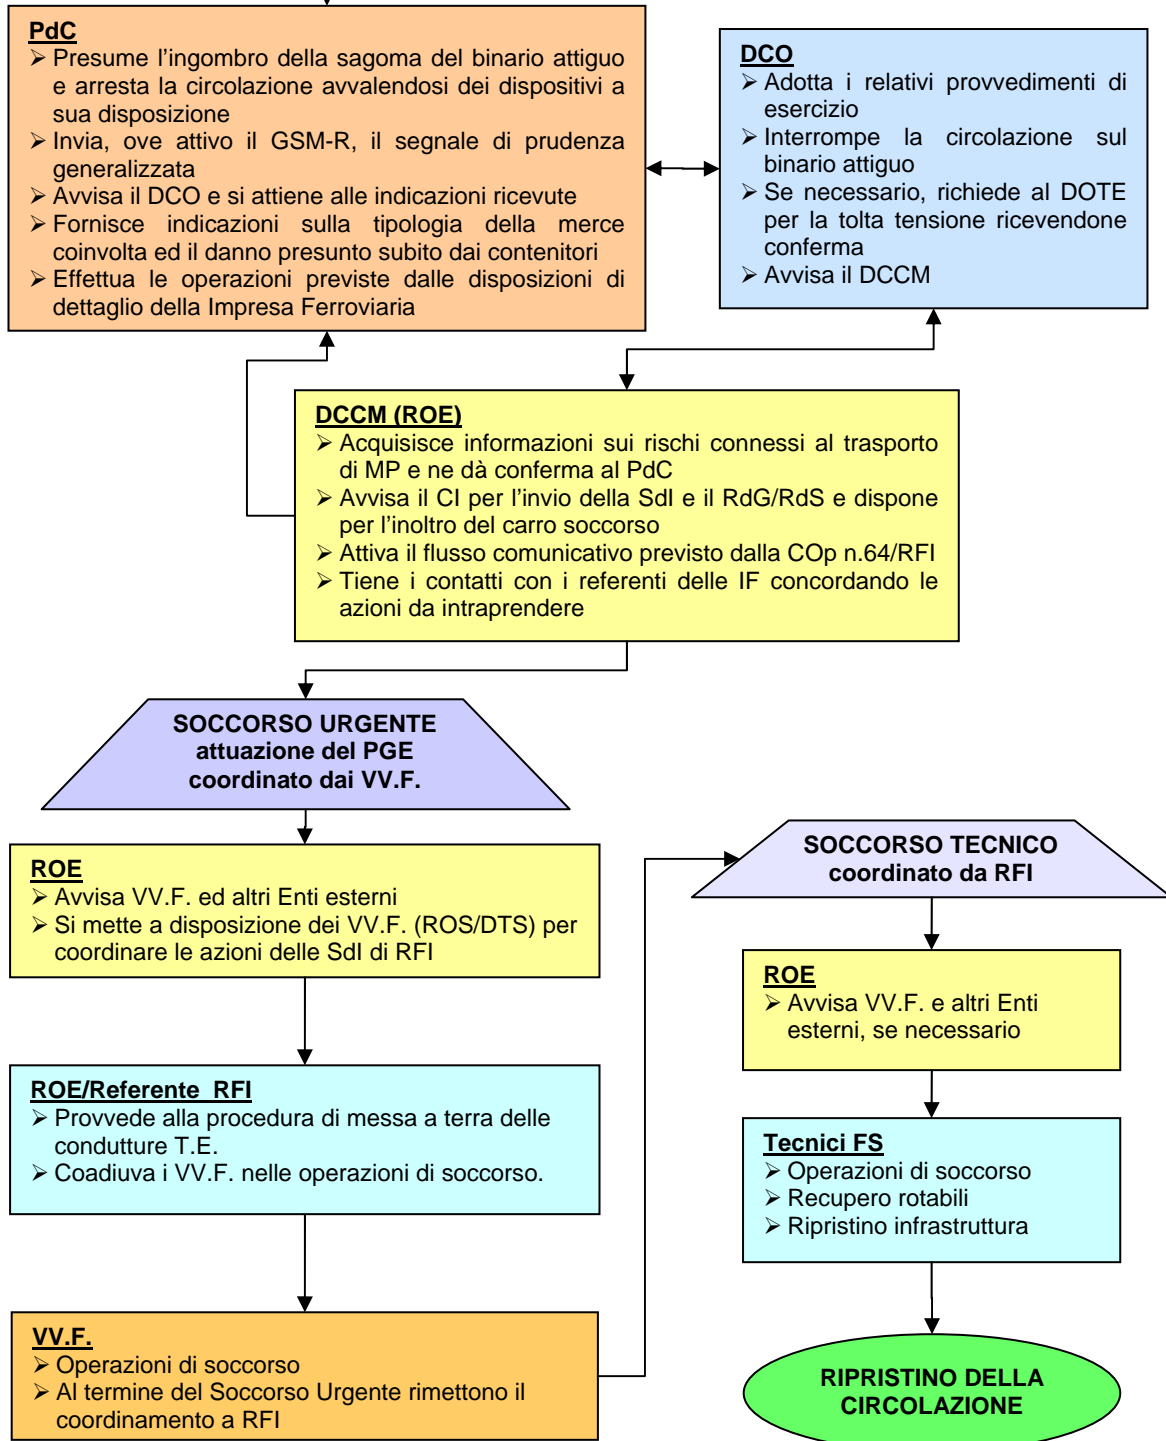 PdC
➢ Presume l'ingombro della sagoma del binario attiguo
e arresta la circolazione avvalendosi dei dispositivi a
sua disposizione
➢ Invia, ove attivo il GSM-R, il segnale di prudenza
generalizzata
➢ Avvisa il DCO e si attiene alle indicazioni ricevute
➢ Fornisce indicazioni sulla tipologia della merce
coinvolta ed il danno presunto subito dai contenitori
➢ Effettua le operazioni previste dalle disposizioni di
dettaglio della Impresa Ferroviaria
DCO
➢ Adotta i relativi provvedimenti di
esercizio
➢ Interrompe la circolazione sul
binario attiguo
➢ Se necessario, richiede al DOTE
per la tolta tensione ricevendone
conferma
➢ Avvisa il DCCM
DCCM (ROE)
➢ Acquisisce informazioni sui rischi connessi al trasporto
di MP e ne dà conferma al PdC
➢ Avvisa il CI per l'invio della SdI e il RdG/RdS e dispone
per l'inoltro del carro soccorso
➢ Attiva il flusso comunicativo previsto dalla COp n.64/RFI
➢ Tiene i contatti con i referenti delle IF concordando le
azioni da intraprendere
SOCCORSO URGENTE
attuazione del PGE
coordinato dai VV.F.
ROE
➢ Avvisa VV.F. ed altri Enti esterni
➢ Si mette a disposizione dei VV.F. (ROS/DTS) per
coordinare le azioni delle SdI di RFI
ROE/Referente RFI
➢ Provvede alla procedura di messa a terra delle
condutture T.E.
➢ Coadiuva i VV.F. nelle operazioni di soccorso.
VV.F.
➢ Operazioni di soccorso
➢ Al termine del Soccorso Urgente rimettono il
coordinamento a RFI
SOCCORSO TECNICO
coordinato da RFI
ROE
➢ Avvisa VV.F. e altri Enti
esterni, se necessario
Tecnici FS
➢ Operazioni di soccorso
➢ Recupero rotabili
➢ Ripristino infrastruttura
RIPRISTINO DELLA
CIRCOLAZIONE